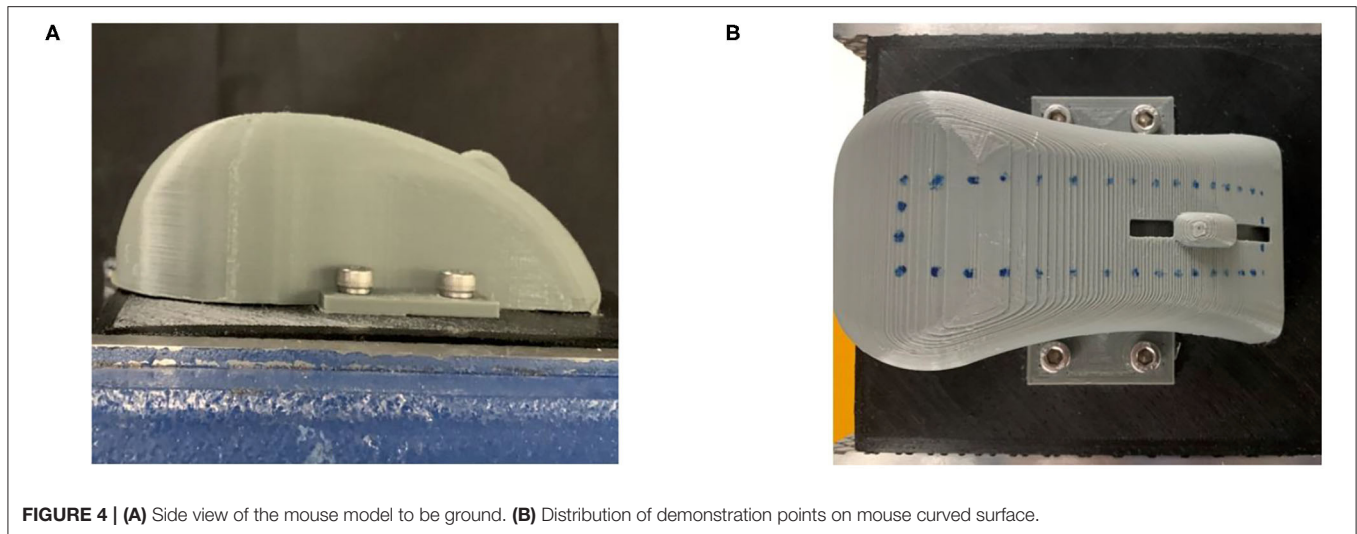 A
B
FIGURE 4 | (A) Side view of the mouse model to be ground. (B) Distribution of demonstration points on mouse curved surface.